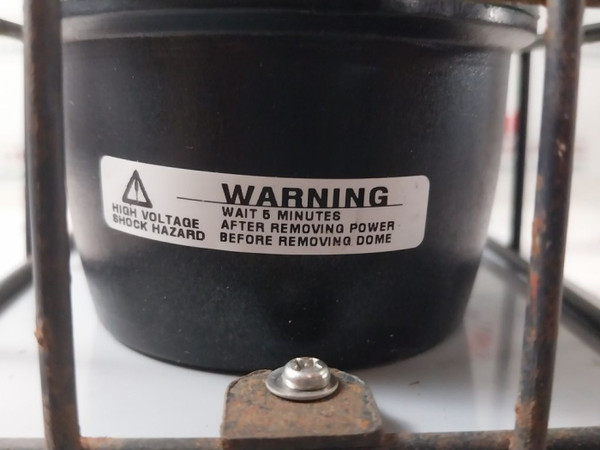 WARNING
HIGH VOLTAGE
SHOCK HAZARD
WAIT 5 MINUTES
AFTER REMOVING POWER
BEFORE REMOVING DOME